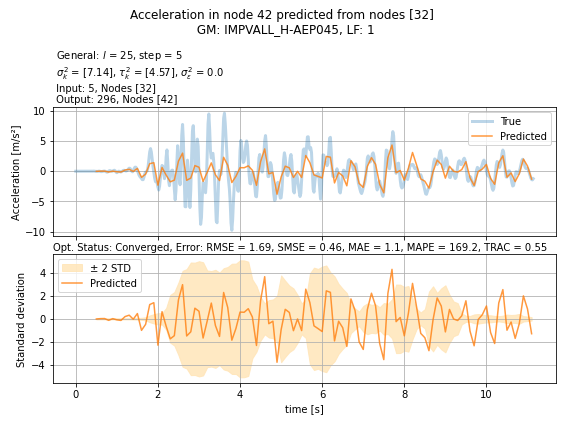 Acceleration in node 42 predicted from nodes [32]
GM: IMPVALL_H-AEP045, LF: 1
General: l = 25, step = 5
σ²ₖ = [7.14], τ²ₖ = [4.57], σ²ₑ = 0.0
Input: 5, Nodes [32]
Output: 296, Nodes [42]
10
5
0
−5
−10
Acceleration [m/s²]
True
Predicted
Opt. Status: Converged, Error: RMSE = 1.69, SMSE = 0.46, MAE = 1.1, MAPE = 169.2, TRAC = 0.55
± 2 STD
Predicted
4
2
0
−2
−4
Standard deviation
0 2 4 6 8 10
time [s]